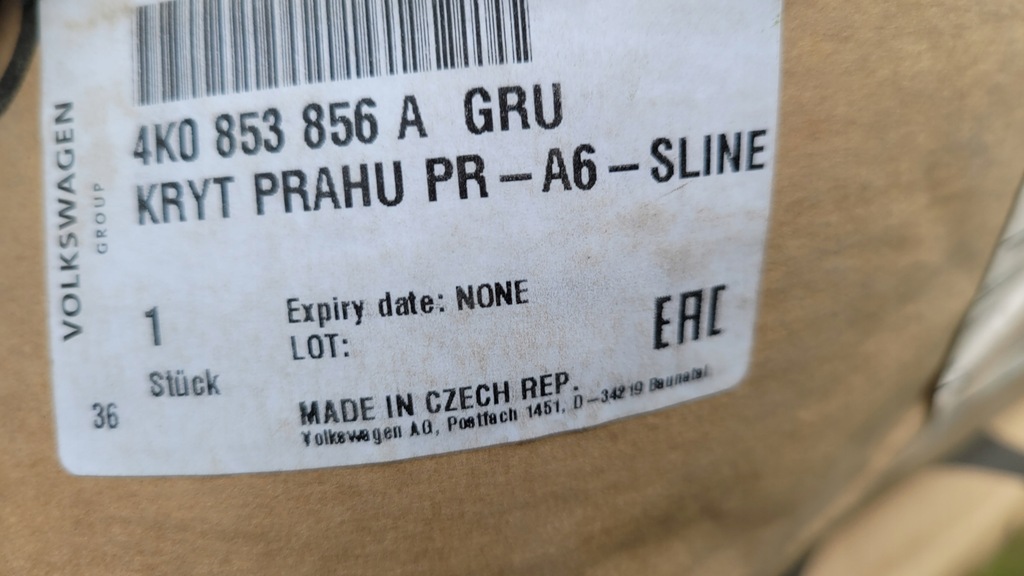 VOLKSWAGEN
GROUP
4K0 853 856 A GRU
KRYT PRAHU PR-A6-SLINE
1
Stück
36
Expiry date: NONE
LOT:
EAC
MADE IN CZECH REP.
Volkswagen AG, Postfach 1451, D-34219 Baunatal